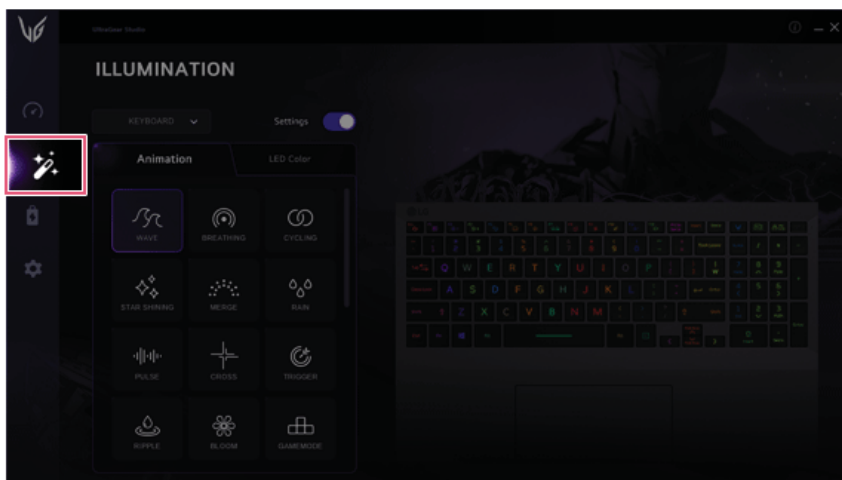 UltraGear Studio
ILLUMINATION
KEYBOARD
Settings
Animation
LED Color
WAVE
BREATHING
CYCLING
STAR SHINING
MERGE
RAIN
PULSE
CROSS
TRIGGER
RIPPLE
BLOOM
GAMEMODE
Q W E R T Y U I O P
A S D F G H J K L
Z X C V B N M